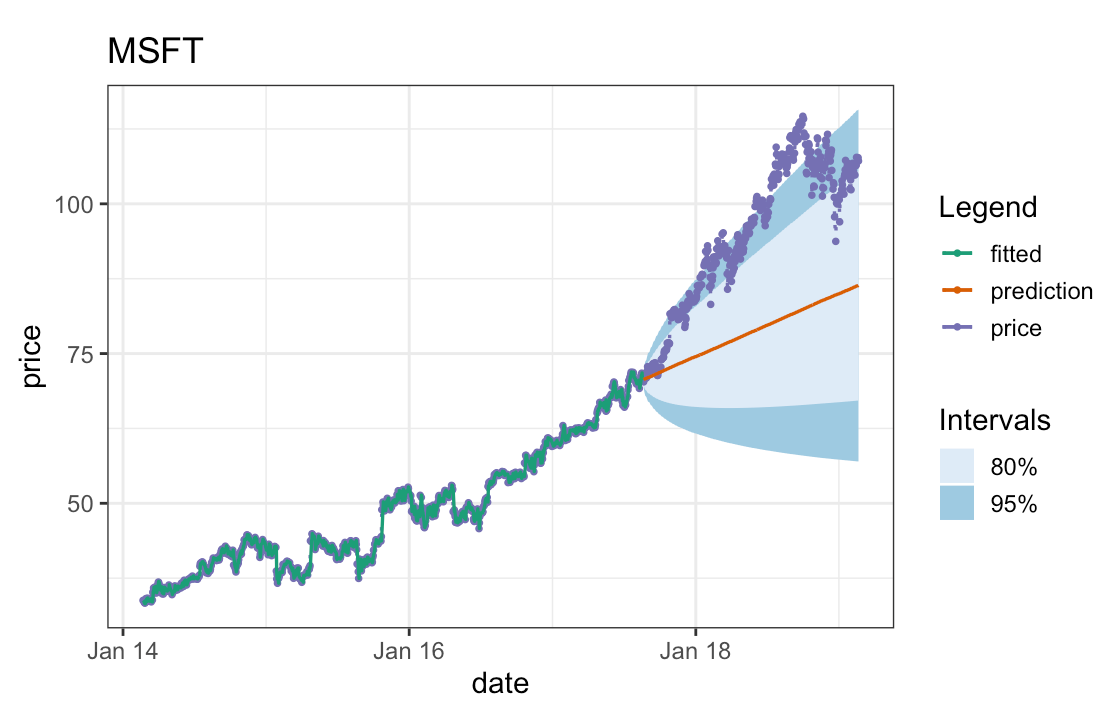 MSFT
price
100
75
50
Jan 14
Jan 16
Jan 18
date
Legend
fitted
prediction
price
Intervals
80%
95%